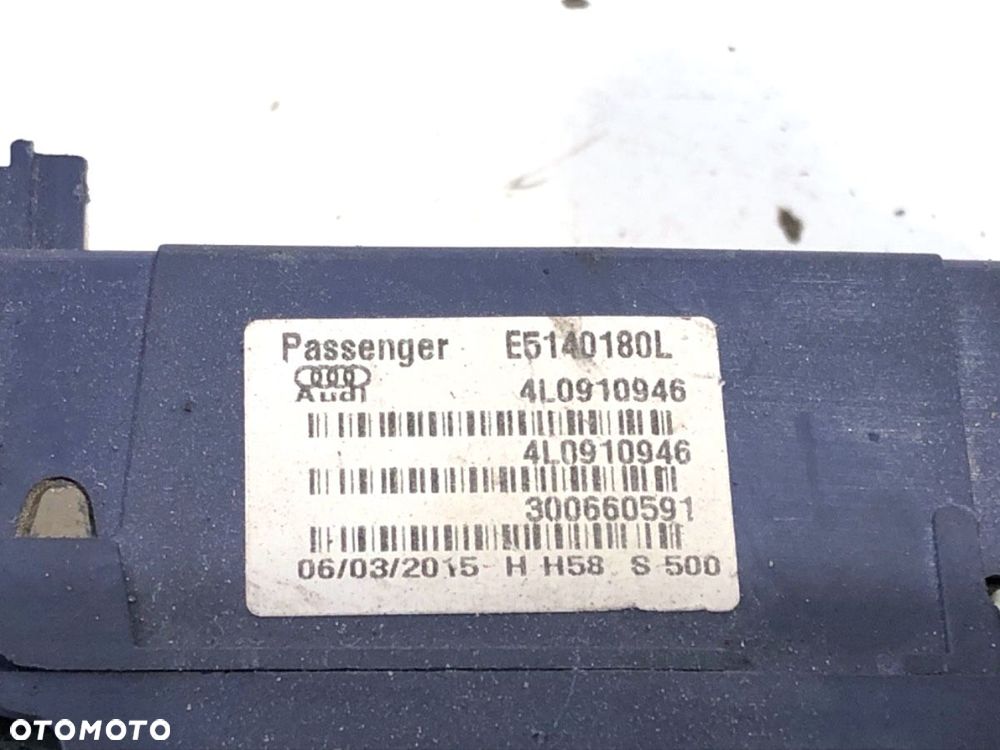 Passenger E5140180L
Audi 4L0910946
4L0910946
300660591
06/03/2015 H H58 S 500
OTOMOTO